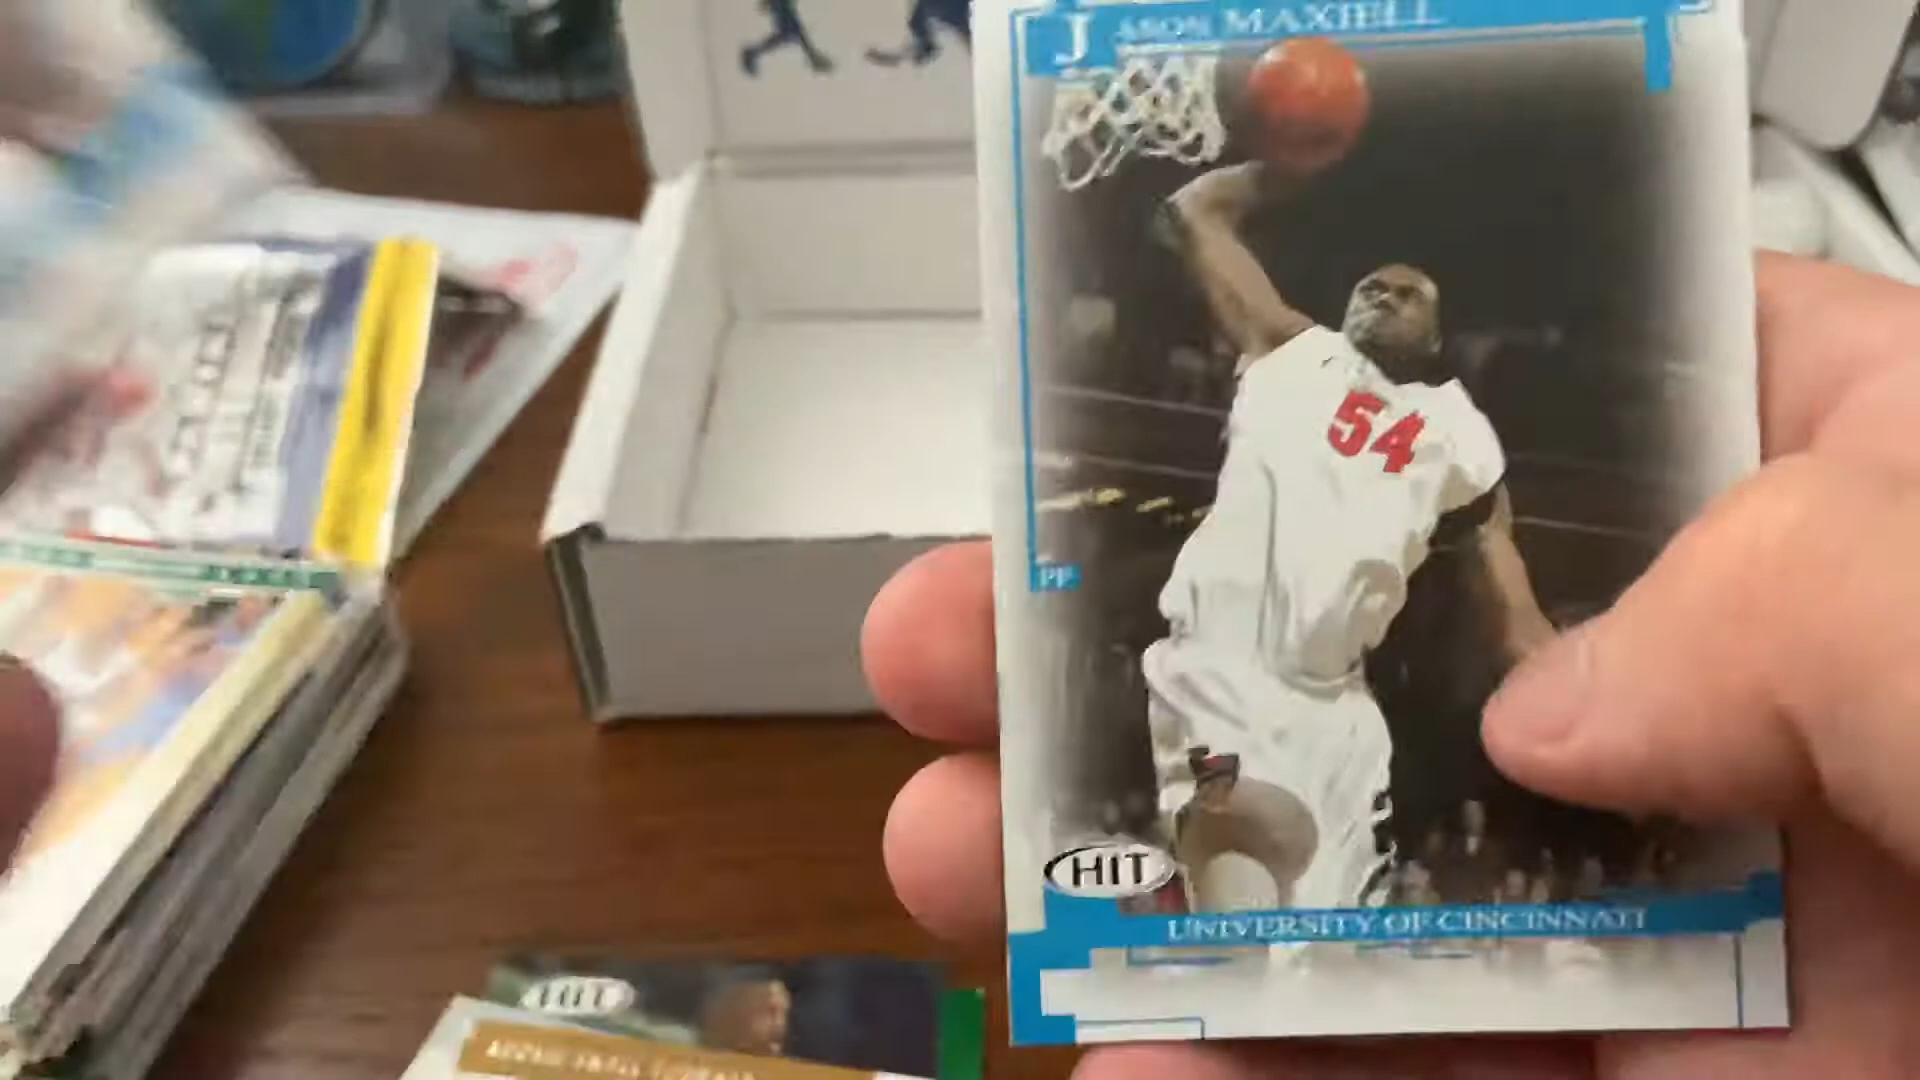 JASON MAXIELL
54
PF
HIT
UNIVERSITY OF CINCINNATI
HIT